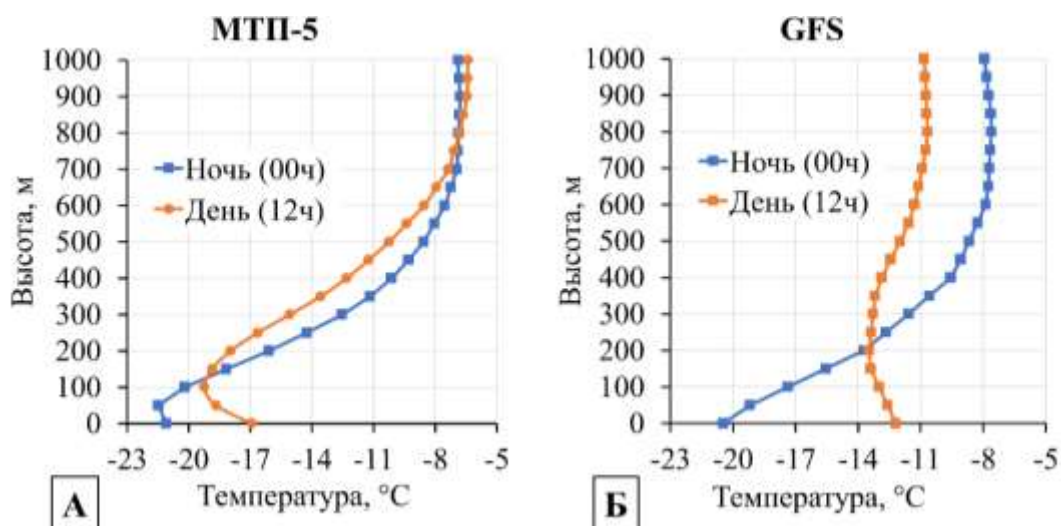 МТП-5
1000
900
800
700
600
500
400
300
200
100
0
Высота, м
Ночь (00ч)
День (12ч)
-23 -20 -17 -14 -11 -8 -5
Температура, °С
А
GFS
1000
900
800
700
600
500
400
300
200
100
0
Высота, м
Ночь (00ч)
День (12ч)
-23 -20 -17 -14 -11 -8 -5
Температура, °С
Б